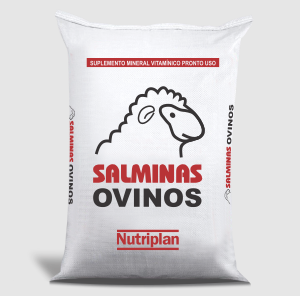 SUPLEMENTO MINERAL VITAMÍNICO PRONTO USO
SALMINAS
OVINOS
Nutriplan
SALMINAS OVINOS
SALMINAS OVINOS